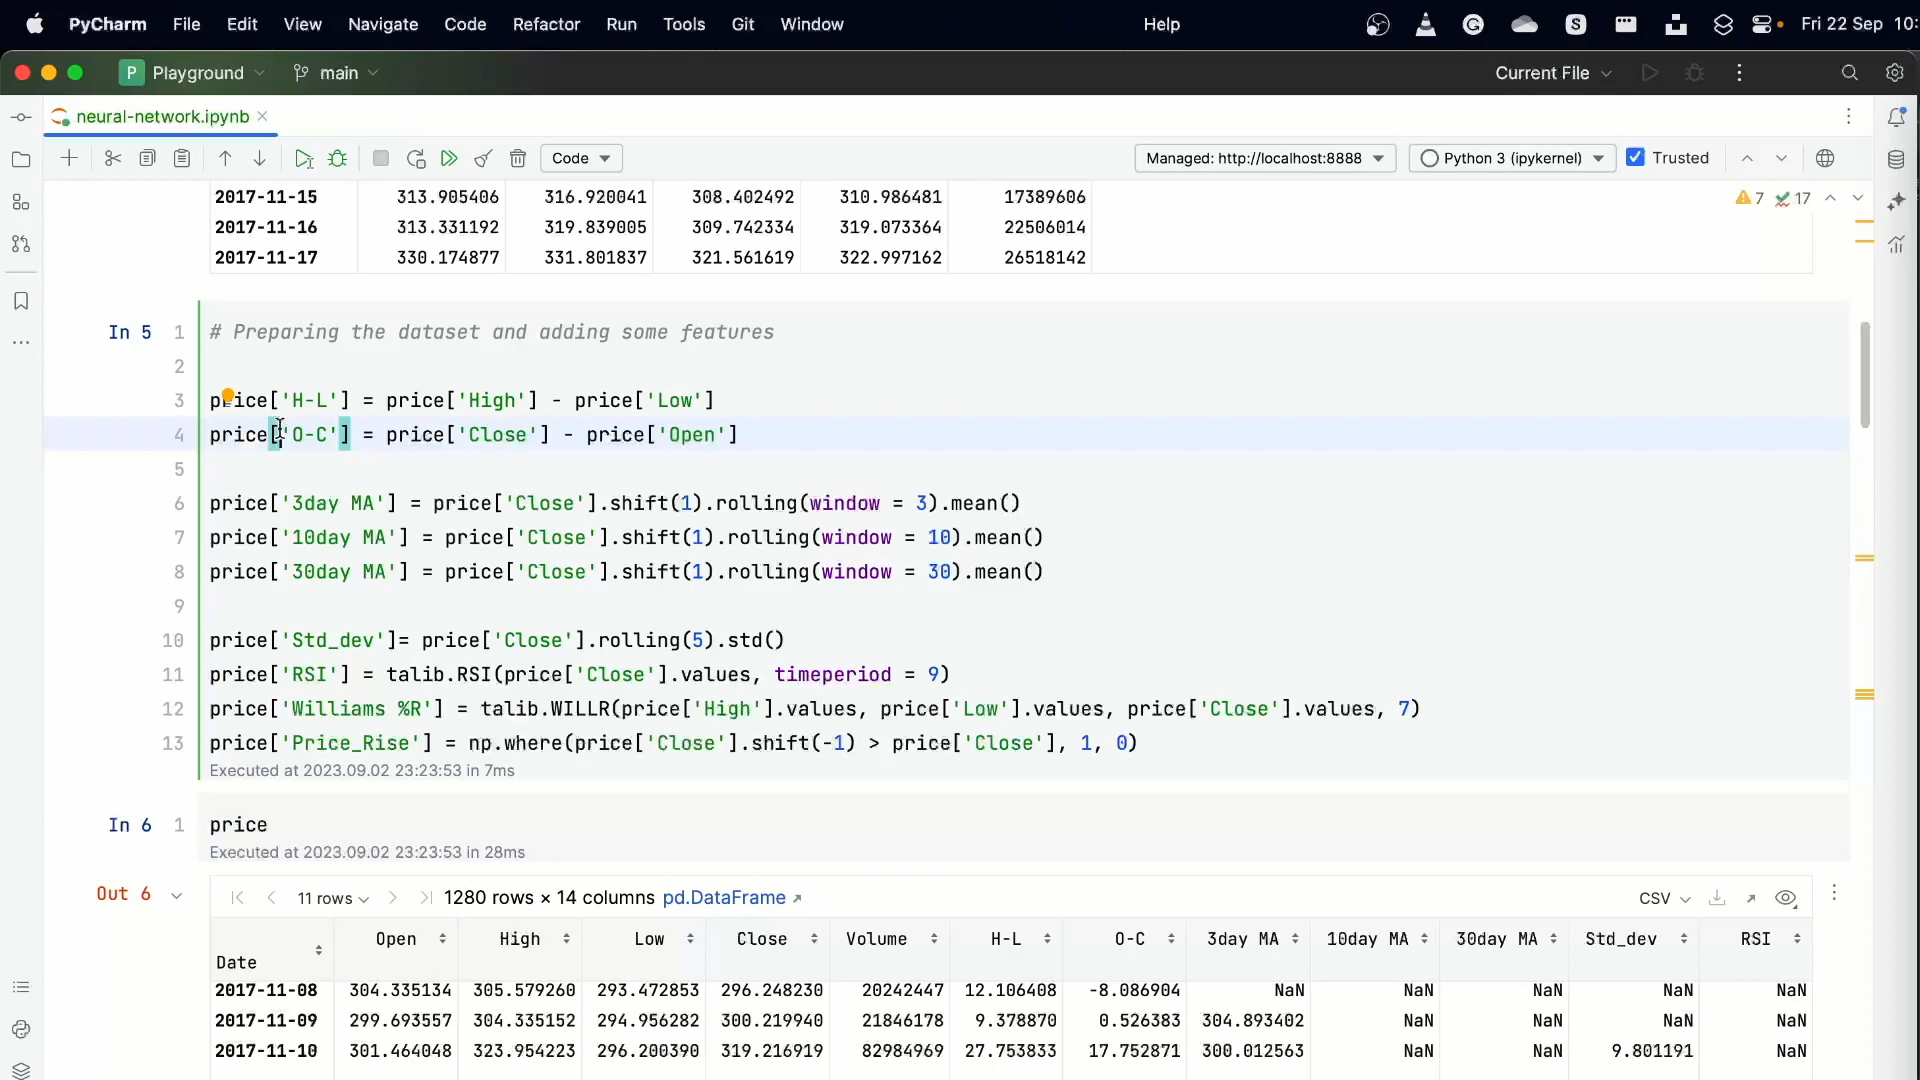 PyCharm File Edit View Navigate Code Refactor Run Tools Git Window Help Fri 22 Sep 10:
P Playground main Current File
neural-network.ipynb
Code Managed: http://localhost:8888 Python 3 (ipykernel) Trusted
2017-11-15 313.905406 316.920041 308.402492 310.986481 17389606
7 17
2017-11-16 313.331192 319.839005 309.742334 319.073364 22506014
2017-11-17 330.174877 331.801837 321.561619 322.997162 26518142
In 5 1 # Preparing the dataset and adding some features
2
3 price['H-L'] = price['High'] - price['Low']
4 price['O-C'] = price['Close'] - price['Open']
5
6 price['3day MA'] = price['Close'].shift(1).rolling(window = 3).mean()
7 price['10day MA'] = price['Close'].shift(1).rolling(window = 10).mean()
8 price['30day MA'] = price['Close'].shift(1).rolling(window = 30).mean()
9
10 price['Std_dev']= price['Close'].rolling(5).std()
11 price['RSI'] = talib.RSI(price['Close'].values, timeperiod = 9)
12 price['Williams %R'] = talib.WILLR(price['High'].values, price['Low'].values, price['Close'].values, 7)
13 price['Price_Rise'] = np.where(price['Close'].shift(-1) > price['Close'], 1, 0)
Executed at 2023.09.02 23:23:53 in 7ms
In 6 1 price
Executed at 2023.09.02 23:23:53 in 28ms
Out 6 11 rows 1280 rows × 14 columns pd.DataFrame CSV
Date Open High Low Close Volume H-L O-C 3day MA 10day MA 30day MA Std_dev RSI
2017-11-08 304.335134 305.579260 293.472853 296.248230 20242447 12.106408 -8.086904 NaN NaN NaN NaN NaN
2017-11-09 299.693557 304.335152 294.956282 300.219940 21846178 9.378870 0.526383 304.893402 NaN NaN NaN NaN
2017-11-10 301.464048 323.954223 296.200390 319.216919 82984969 27.753833 17.752871 300.012563 NaN NaN 9.801191 NaN